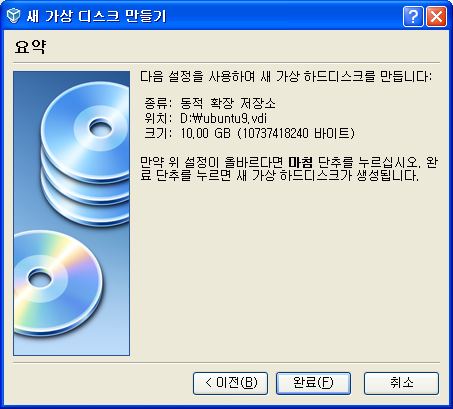 새 가상 디스크 만들기
요약
다음 설정을 사용하여 새 가상 하드디스크를 만듭니다:
종류: 동적 확장 저장소
위치: D:\ubuntu9.vdi
크기: 10.00 GB (10737418240 바이트)
만약 위 설정이 올바르다면 마침 단추를 누르십시오. 완
료 단추를 누르면 새 가상 하드디스크가 생성됩니다.
< 이전(B) 완료(F) 취소